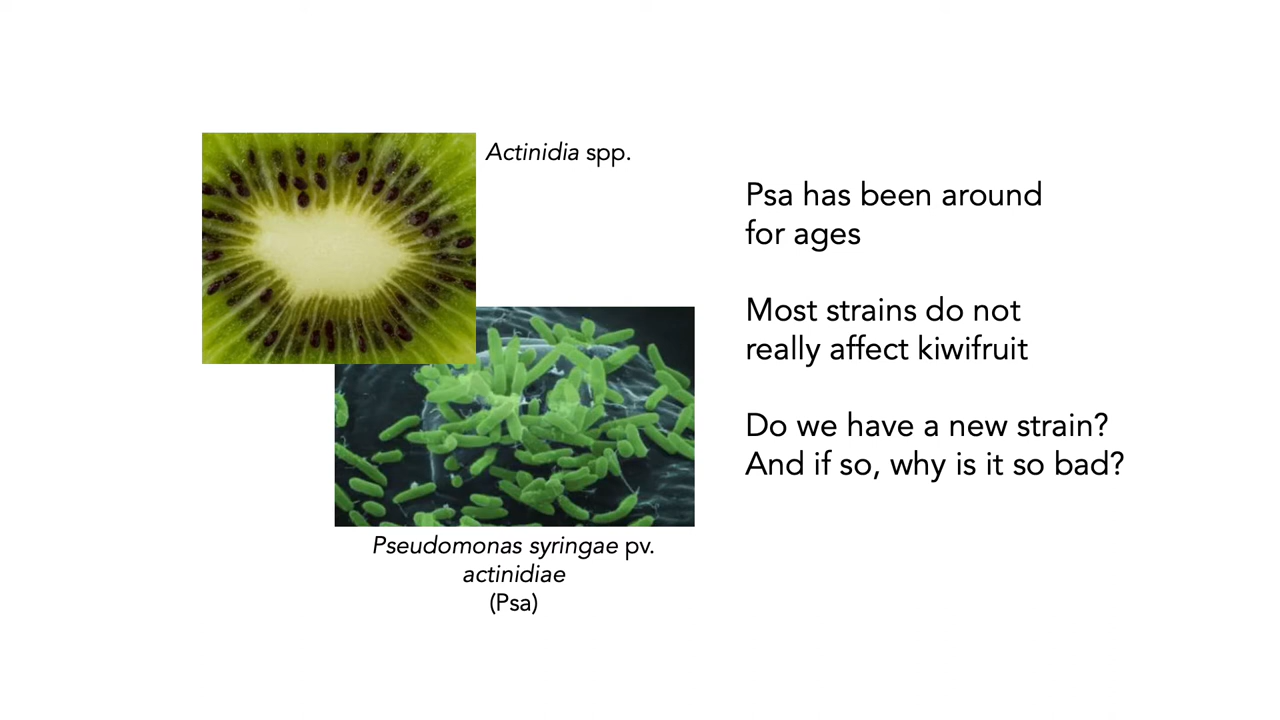 Actinidia spp.
Psa has been around
for ages
Most strains do not
really affect kiwifruit
Do we have a new strain?
And if so, why is it so bad?
Pseudomonas syringae pv.
actinidiae
(Psa)